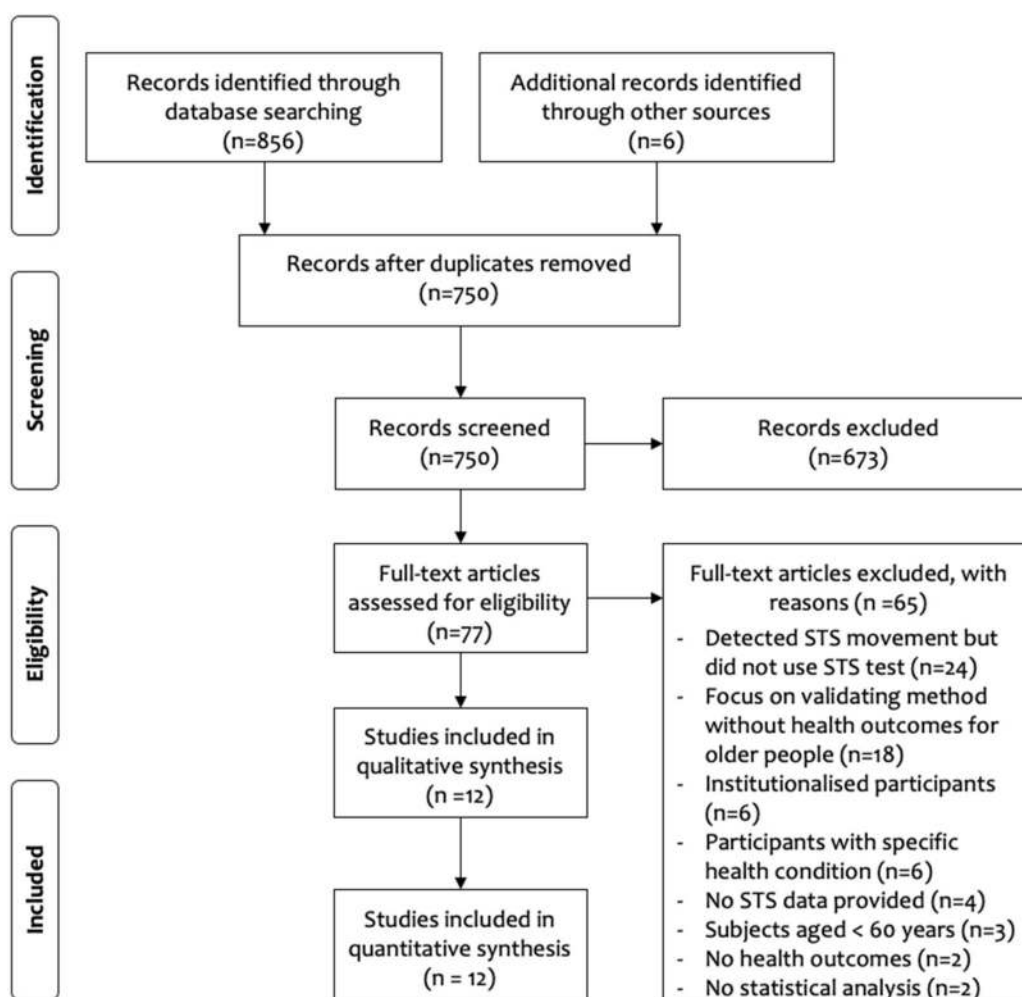 Identification
Records identified through
database searching
(n=856)
Additional records identified
through other sources
(n=6)
Records after duplicates removed
(n=750)
Screening
Records screened
(n=750)
Records excluded
(n=673)
Eligibility
Full-text articles
assessed for eligibility
(n=77)
Full-text articles excluded, with
reasons (n =65)
- Detected STS movement but
did not use STS test (n=24)
- Focus on validating method
without health outcomes for
older people (n=18)
- Institutionalised participants
(n=6)
- Participants with specific
health condition (n=6)
- No STS data provided (n=4)
- Subjects aged < 60 years (n=3)
- No health outcomes (n=2)
- No statistical analysis (n=2)
Studies included in
qualitative synthesis
(n =12)
Included
Studies included in
quantitative synthesis
(n = 12)